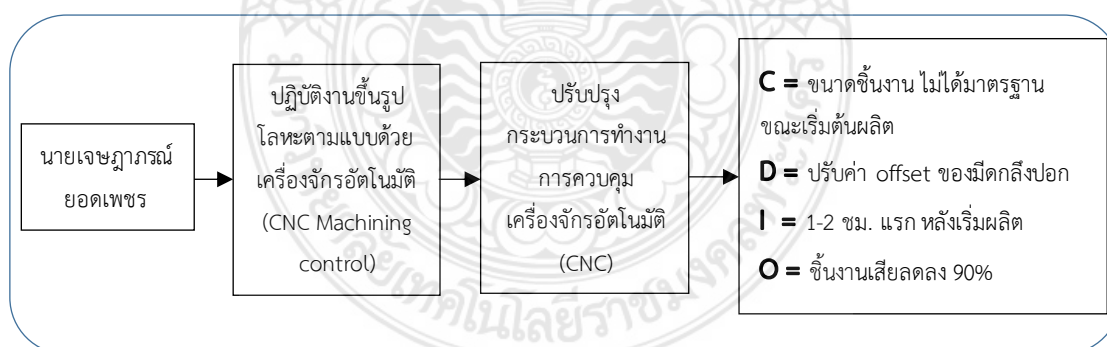 นายเจษฎาภรณ์
ยอดเพชร
ปฏิบัติงานขึ้นรูป
โลหะตามแบบด้วย
เครื่องจักรอัตโนมัติ
(CNC Machining
control)
ปรับปรุง
กระบวนการทำงาน
การควบคุม
เครื่องจักรอัตโนมัติ
(CNC)
C = ขนาดชิ้นงาน ไม่ได้มาตรฐาน
ขณะเริ่มต้นผลิต
D = ปรับค่า offset ของมีดกลึงปอก
I = 1-2 ชม. แรก หลังเริ่มผลิต
O = ชิ้นงานเสียลดลง 90%